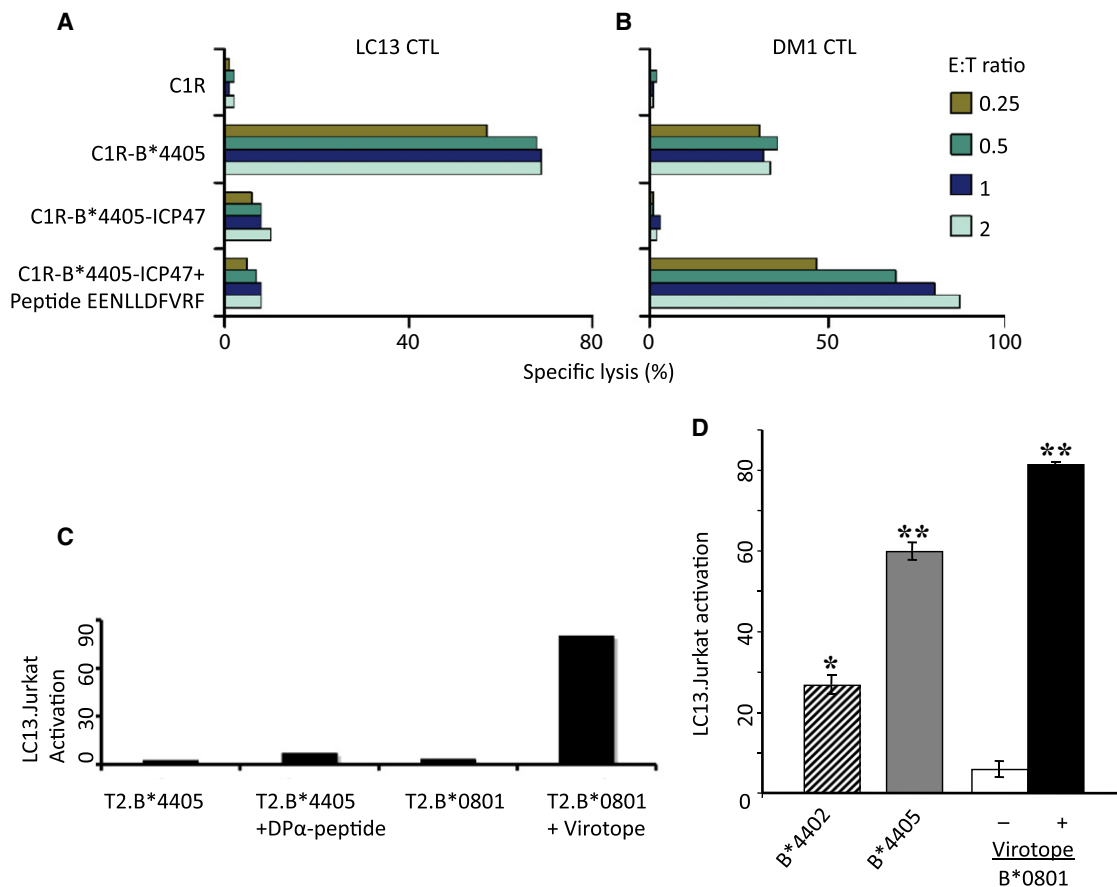 A
LC13 CTL
C1R
C1R-B*4405
C1R-B*4405-ICP47
C1R-B*4405-ICP47+
Peptide EENLLDFVRF
0
40
80
B
DM1 CTL
0
50
100
Specific lysis (%)
E:T ratio
0.25
0.5
1
2
C
LC13.Jurkat
Activation
90
60
30
0
T2.B*4405
T2.B*4405
+DPα-peptide
T2.B*0801
T2.B*0801
+ Virotope
D
LC13.Jurkat activation
80
60
40
20
0
*
**
**
B*4402
B*4405
– +
Virotope
B*0801